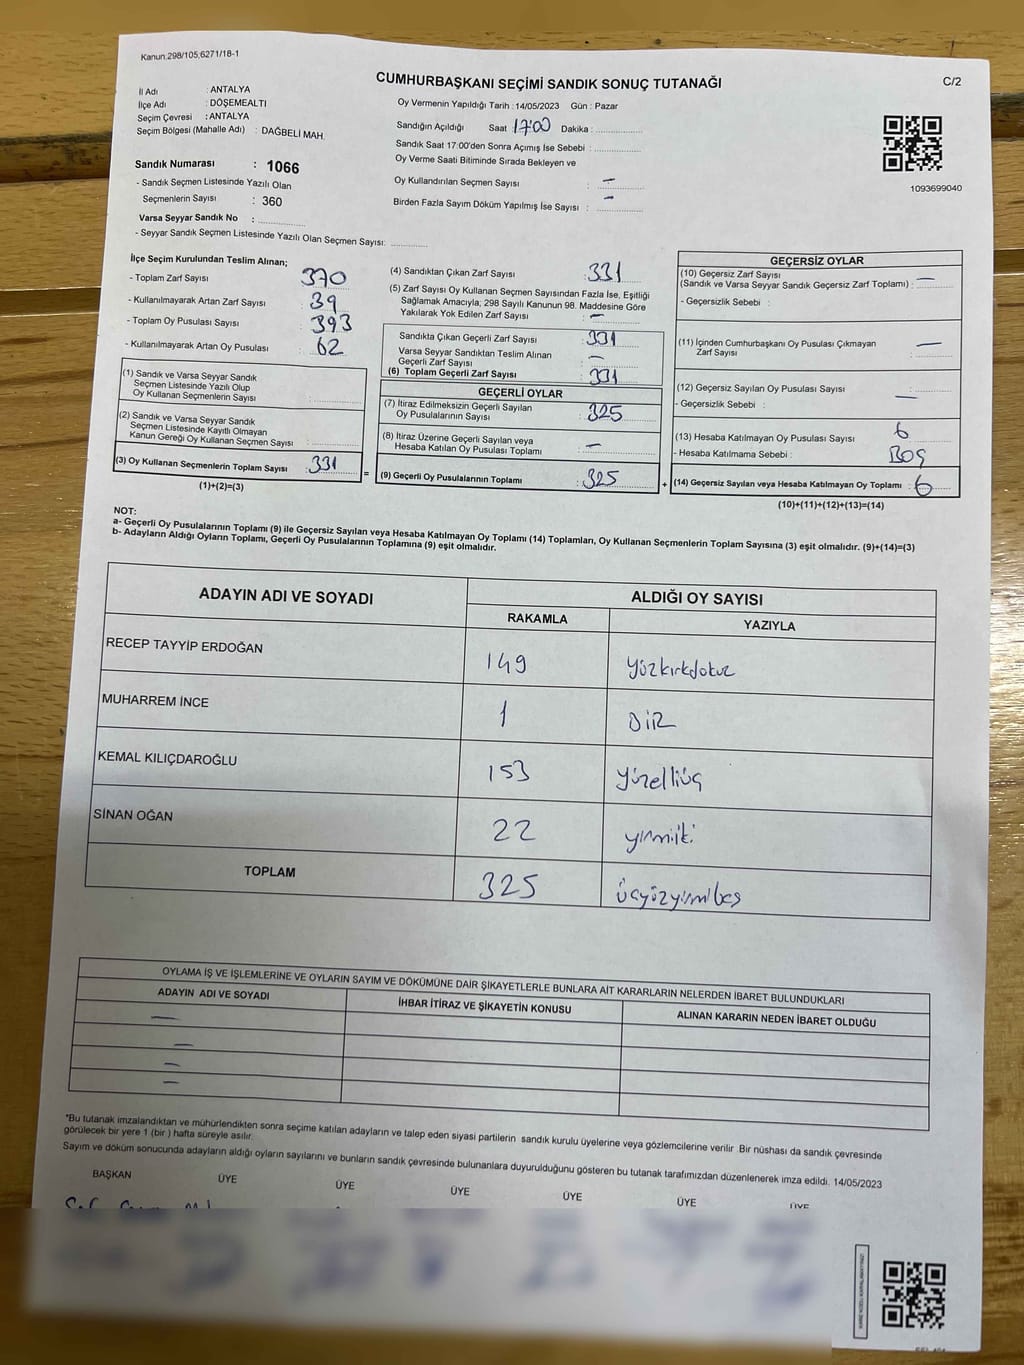 Kanun:298/105;6271/18-1
CUMHURBAŞKANI SEÇİMİ SANDIK SONUÇ TUTANAĞI
C/2
İl Adı : ANTALYA
İlçe Adı : DÖŞEMEALTI
Seçim Çevresi : ANTALYA
Seçim Bölgesi (Mahalle Adı) : DAĞBELİ MAH.
Sandık Numarası : 1066
- Sandık Seçmen Listesinde Yazılı Olan
Seçmenlerin Sayısı : 360
Varsa Seyyar Sandık No :
- Seyyar Sandık Seçmen Listesinde Yazılı Olan Seçmen Sayısı:
Oy Vermenin Yapıldığı Tarih : 14/05/2023 Gün : Pazar
Sandığın Açıldığı Saat 17:00 Dakika :
Sandık Saat 17:00'den Sonra Açımış İse Sebebi :
Oy Verme Saati Bitiminde Sırada Bekleyen ve
Oy Kullandırılan Seçmen Sayısı : –
Birden Fazla Sayım Döküm Yapılmış İse Sayısı : –
1093699040
İlçe Seçim Kurulundan Teslim Alınan;
- Toplam Zarf Sayısı : 370
- Kullanılmayarak Artan Zarf Sayısı : 39
- Toplam Oy Pusulası Sayısı : 393
- Kullanılmayarak Artan Oy Pusulası : 62
(1) Sandık ve Varsa Seyyar Sandık
Seçmen Listesinde Yazılı Olup
Oy Kullanan Seçmenlerin Sayısı :
(2) Sandık ve Varsa Seyyar Sandık
Seçmen Listesinde Kayıtlı Olmayan
Kanun Gereği Oy Kullanan Seçmen Sayısı :
(3) Oy Kullanan Seçmenlerin Toplam Sayısı : 331
(1)+(2)=(3)
=
(4) Sandıktan Çıkan Zarf Sayısı : 331
(5) Zarf Sayısı Oy Kullanan Seçmen Sayısından Fazla İse, Eşitliği
Sağlamak Amacıyla; 298 Sayılı Kanunun 98. Maddesine Göre
Yakılarak Yok Edilen Zarf Sayısı : –
Sandıkta Çıkan Geçerli Zarf Sayısı : 331
Varsa Seyyar Sandıktan Teslim Alınan
Geçerli Zarf Sayısı : –
(6) Toplam Geçerli Zarf Sayısı : 331
GEÇERLİ OYLAR
(7) İtiraz Edilmeksizin Geçerli Sayılan
Oy Pusulalarının Sayısı : 325
(8) İtiraz Üzerine Geçerli Sayılan veya
Hesaba Katılan Oy Pusulası Toplamı : –
(9) Geçerli Oy Pusulalarının Toplamı : 325
+
GEÇERSİZ OYLAR
(10) Geçersiz Zarf Sayısı
(Sandık ve Varsa Seyyar Sandık Geçersiz Zarf Toplamı) : –
- Geçersizlik Sebebi :
(11) İçinden Cumhurbaşkanı Oy Pusulası Çıkmayan
Zarf Sayısı : –
(12) Geçersiz Sayılan Oy Pusulası Sayısı : –
- Geçersizlik Sebebi :
(13) Hesaba Katılmayan Oy Pusulası Sayısı : 6
- Hesaba Katılmama Sebebi : BOŞ
(14) Geçersiz Sayılan veya Hesaba Katılmayan Oy Toplamı : 6
(10)+(11)+(12)+(13)=(14)
NOT:
a- Geçerli Oy Pusulalarının Toplamı (9) ile Geçersiz Sayılan veya Hesaba Katılmayan Oy Toplamı (14) Toplamları, Oy Kullanan Seçmenlerin Toplam Sayısına (3) eşit olmalıdır. (9)+(14)=(3)
b- Adayların Aldığı Oyların Toplamı, Geçerli Oy Pusulalarının Toplamına (9) eşit olmalıdır.
ADAYIN ADI VE SOYADI
ALDIĞI OY SAYISI
RAKAMLA YAZIYLA
RECEP TAYYİP ERDOĞAN 149 yüzkırkdokuz
MUHARREM İNCE 1 BİR
KEMAL KILIÇDAROĞLU 153 yüzelliüç
SİNAN OĞAN 22 yirmiiki
TOPLAM 325 üçyüzyirmibeş
OYLAMA İŞ VE İŞLEMLERİNE VE OYLARIN SAYIM VE DÖKÜMÜNE DAİR ŞİKAYETLERLE BUNLARA AİT KARARLARIN NELERDEN İBARET BULUNDUKLARI
ADAYIN ADI VE SOYADI İHBAR İTİRAZ VE ŞİKAYETİN KONUSU ALINAN KARARIN NEDEN İBARET OLDUĞU
–
–
–
–
*Bu tutanak imzalandıktan ve mühürlendikten sonra seçime katılan adayların ve talep eden siyasi partilerin sandık kurulu üyelerine veya gözlemcilerine verilir Bir nüshası da sandık çevresinde
görülecek bir yere 1 (bir ) hafta süreyle asılır.
Sayım ve döküm sonucunda adayların aldığı oyların sayılarını ve bunların sandık çevresinde bulunanlara duyurulduğunu gösteren bu tutanak tarafımızdan düzenlenerek imza edildi. 14/05/2023
BAŞKAN ÜYE ÜYE ÜYE ÜYE ÜYE ÜYE